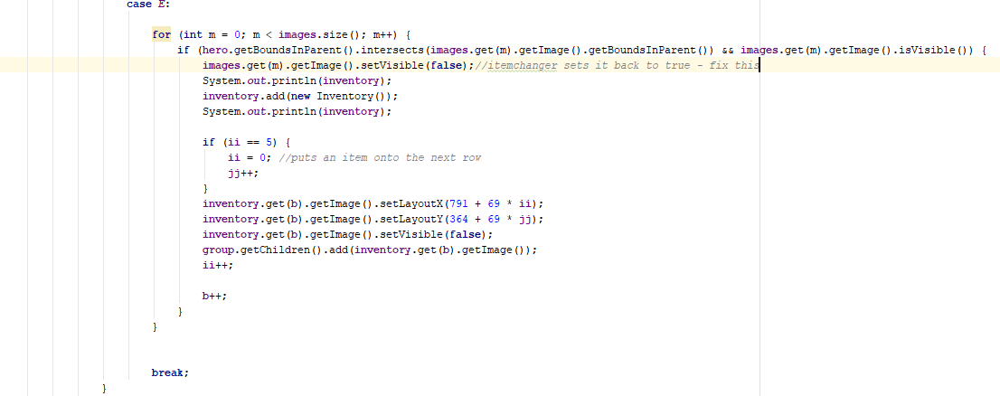 case E:
for (int m = 0; m < images.size(); m++) {
if (hero.getBoundsInParent().intersects(images.get(m).getImage().getBoundsInParent()) && images.get(m).getImage().isVisible()) {
images.get(m).getImage().setVisible(false);//itemchanger sets it back to true - fix this
System.out.println(inventory);
inventory.add(new Inventory());
System.out.println(inventory);
if (ii == 5) {
ii = 0; //puts an item onto the next row
jj++;
}
inventory.get(b).getImage().setLayoutX(791 + 69 * ii);
inventory.get(b).getImage().setLayoutY(364 + 69 * jj);
inventory.get(b).getImage().setVisible(false);
group.getChildren().add(inventory.get(b).getImage());
ii++;
b++;
}
}
break;
}